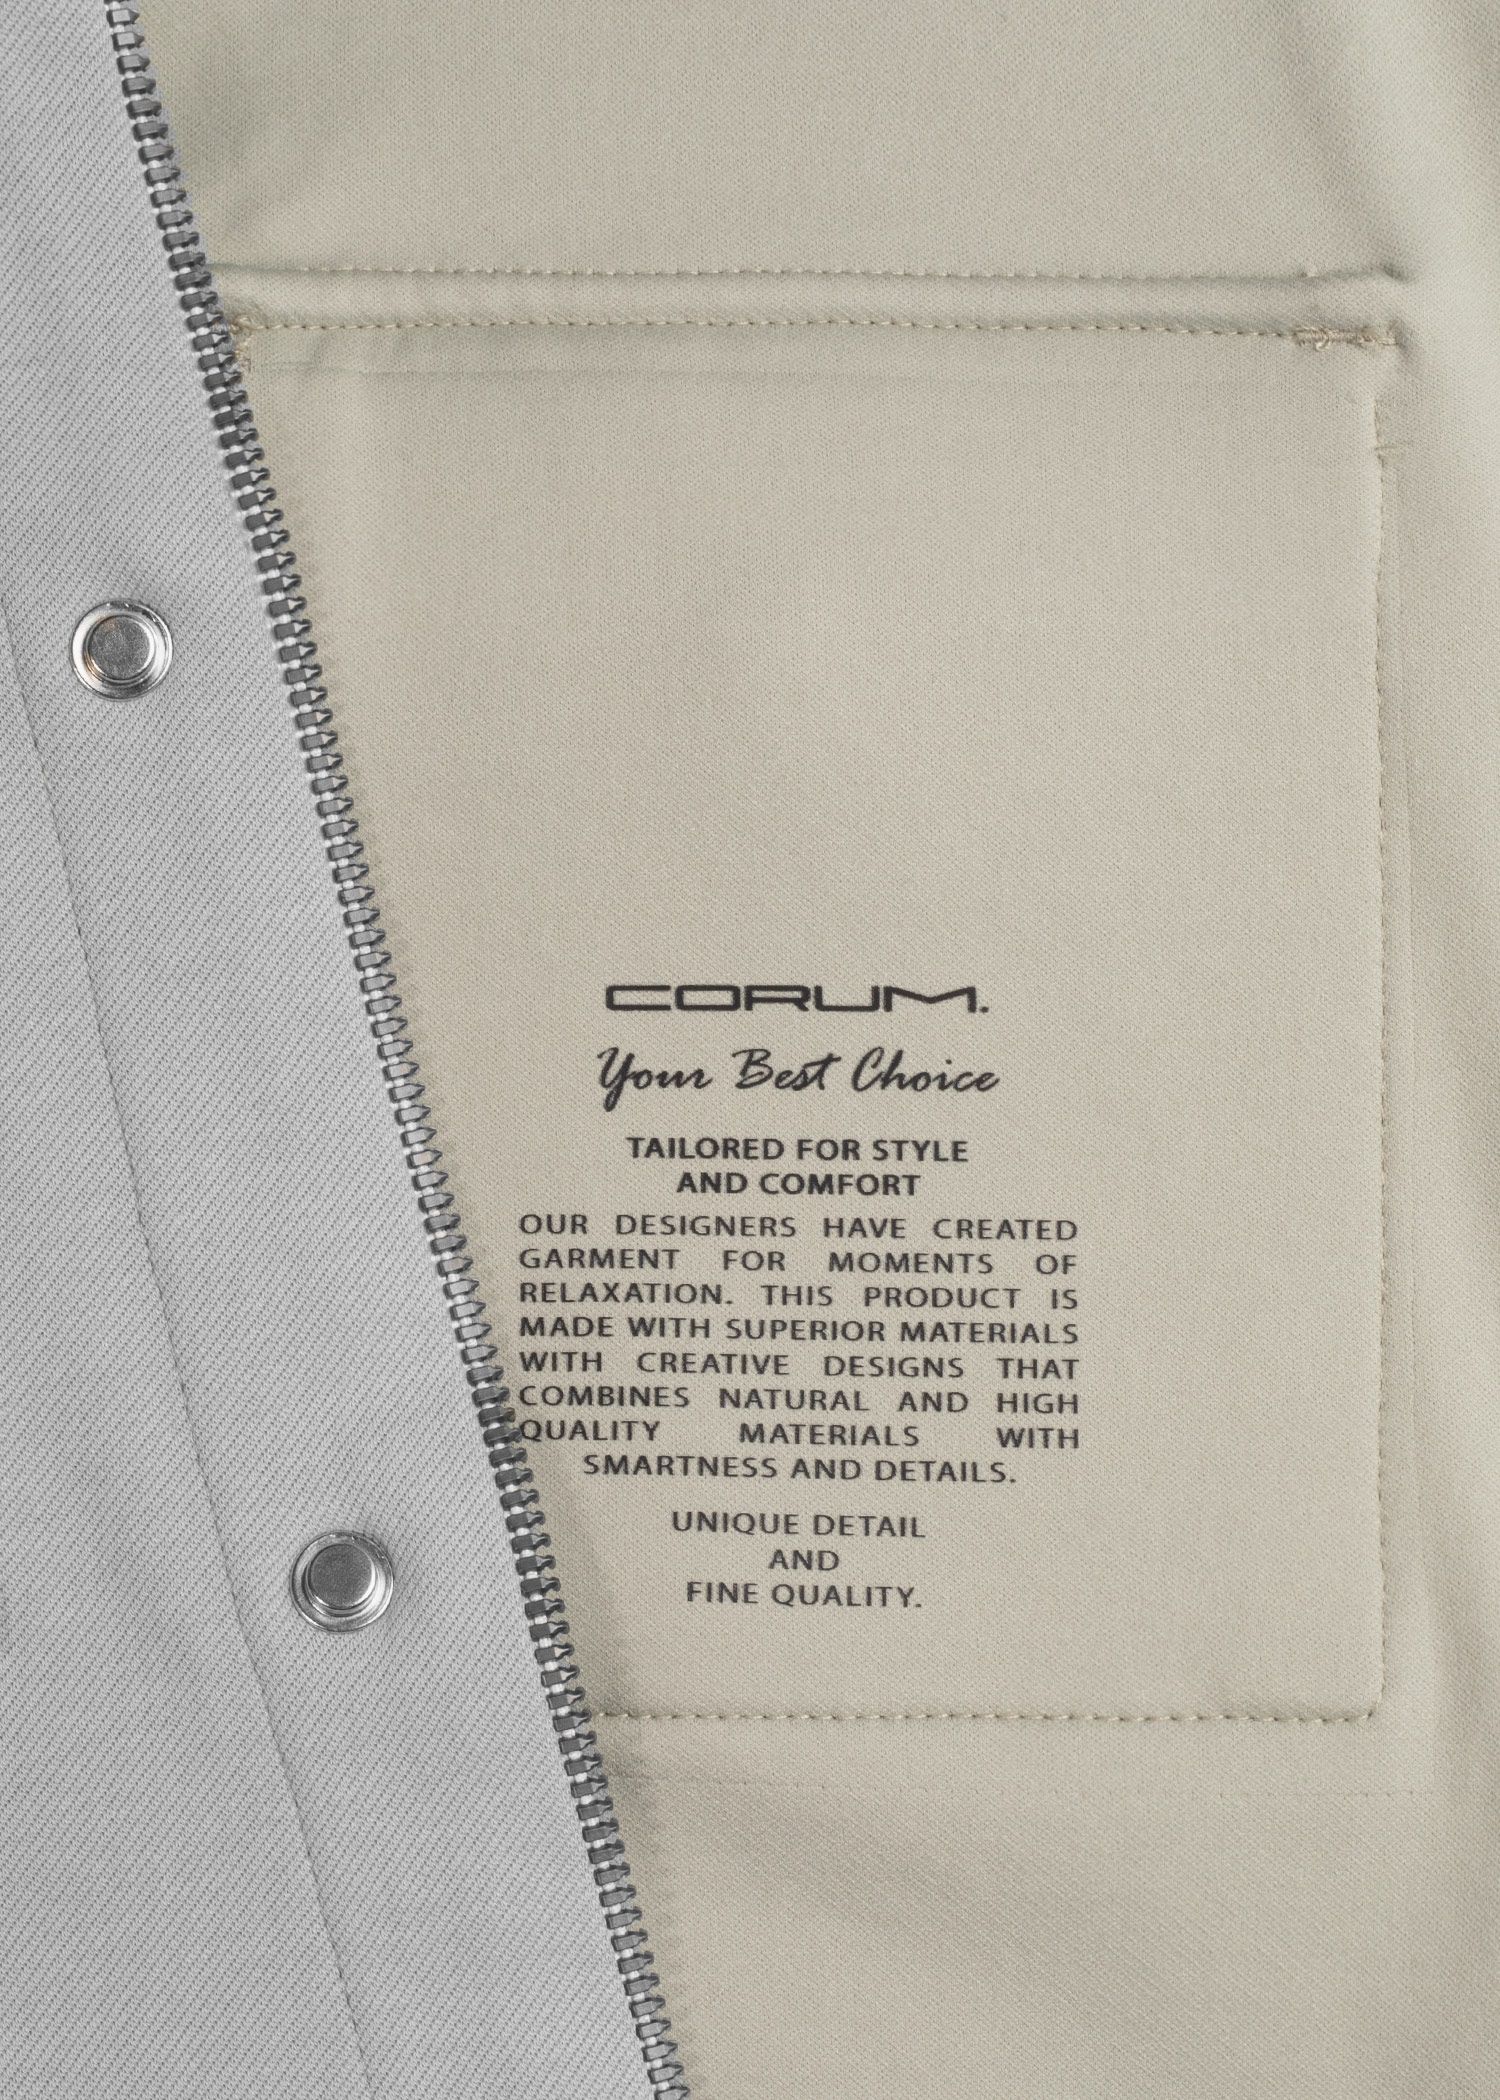 CORUM.
Your Best Choice
TAILORED FOR STYLE
AND COMFORT
OUR DESIGNERS HAVE CREATED
GARMENT FOR MOMENTS OF
RELAXATION. THIS PRODUCT IS
MADE WITH SUPERIOR MATERIALS
WITH CREATIVE DESIGNS THAT
COMBINES NATURAL AND HIGH
QUALITY MATERIALS WITH
SMARTNESS AND DETAILS.
UNIQUE DETAIL
AND
FINE QUALITY.